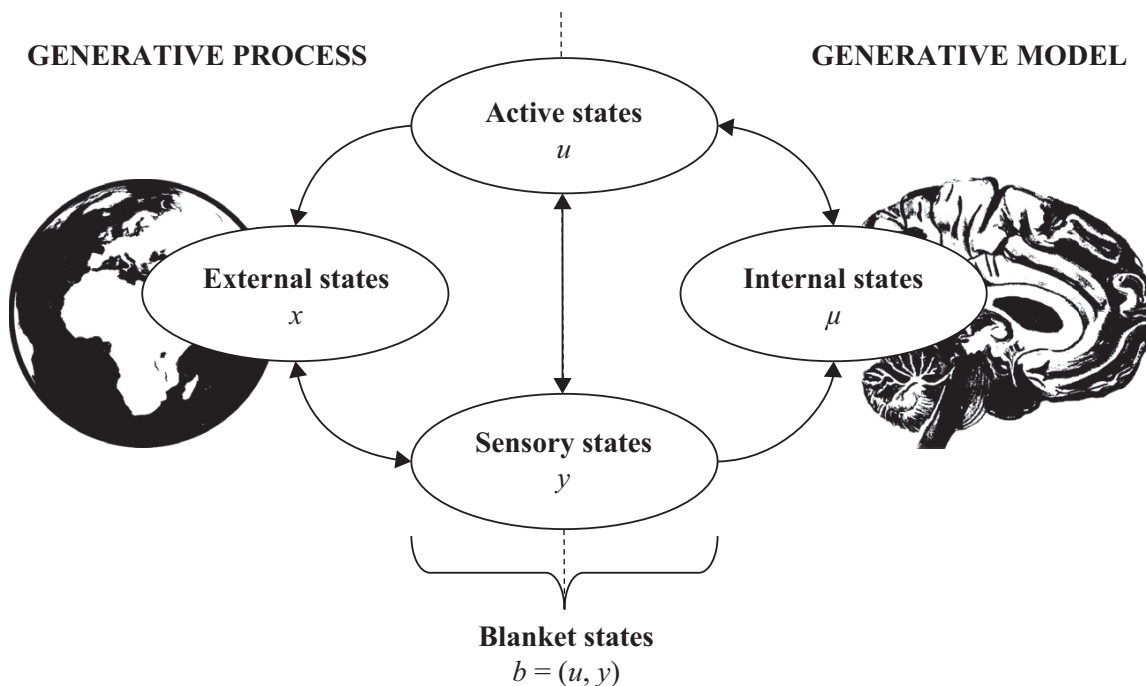 GENERATIVE PROCESS
GENERATIVE MODEL
Active states
u
External states
x
Internal states
μ
Sensory states
y
Blanket states
b = (u, y)